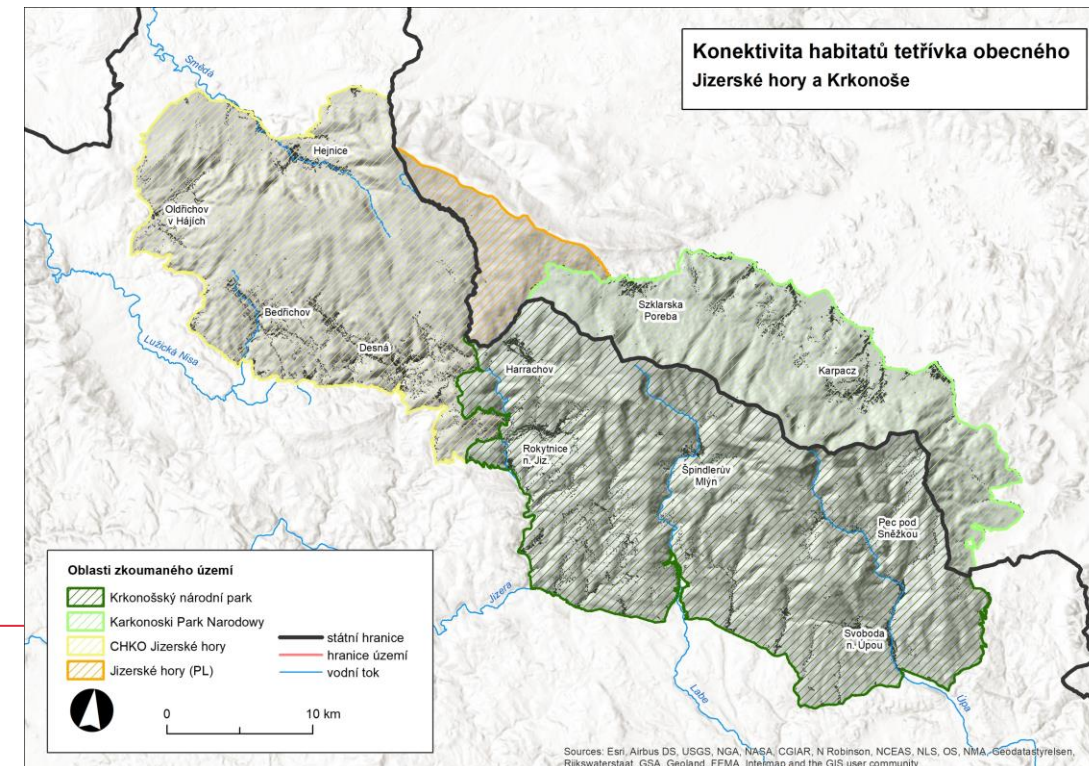 Konektivita habitatů tetřívka obecného
Jizerské hory a Krkonoše
Smědá
Hejnice
Oldřichov
v Hájích
Bedřichov
Desná
Lužická Nisa
Szklarska
Poreba
Karpacz
Harrachov
Rokytnice
n. Jiz.
Špindlerův
Mlýn
Pec pod
Sněžkou
Svoboda
n. Úpou
Jizera
Labe
Úpa
Oblasti zkoumaného území
Krkonošský národní park
Karkonoski Park Narodowy
CHKO Jizerské hory
Jizerské hory (PL)
státní hranice
hranice území
vodní tok
0 10 km
Sources: Esri, Airbus DS, USGS, NGA, NASA, CGIAR, N Robinson, NCEAS, NLS, OS, NMA, Geodatastyrelsen,
Rijkswaterstaat, GSA, Geoland, FEMA, Intermap and the GIS user community